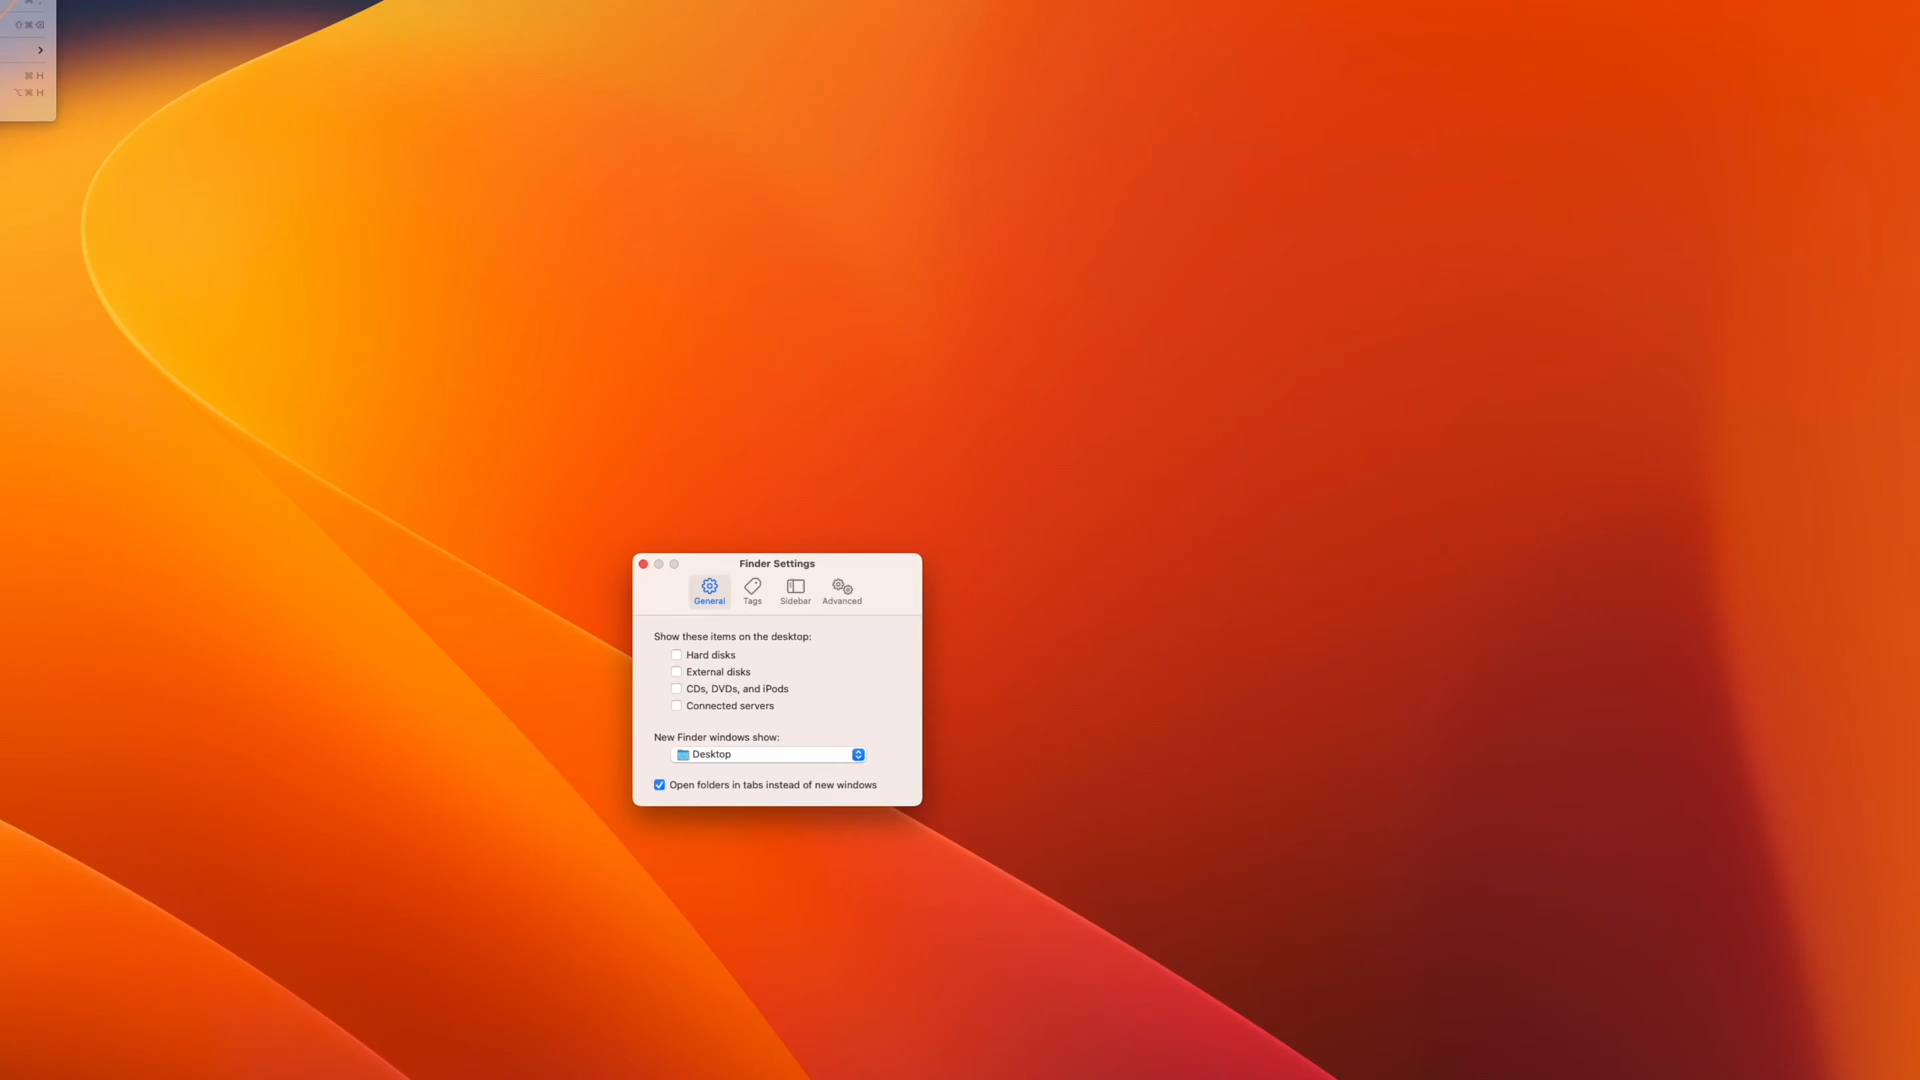 ⇧⌘⌫
>
⌘ H
⌥⌘ H
Finder Settings
General Tags Sidebar Advanced
Show these items on the desktop:
Hard disks
External disks
CDs, DVDs, and iPods
Connected servers
New Finder windows show:
Desktop
Open folders in tabs instead of new windows